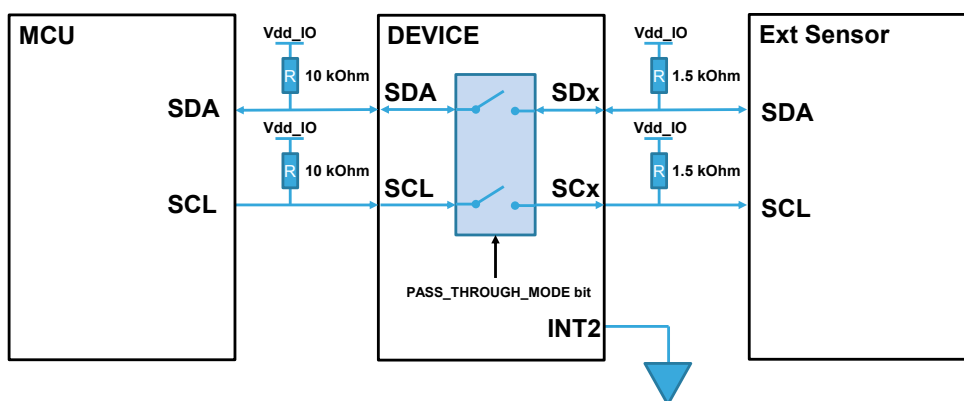 MCU
Vdd_IO
DEVICE
Vdd_IO
Ext Sensor
R
10 kOhm
R
1.5 kOhm
SDA
SDA
SDx
SDA
Vdd_IO
Vdd_IO
R
10 kOhm
R
1.5 kOhm
SCL
SCL
SCx
SCL
PASS_THROUGH_MODE bit
INT2